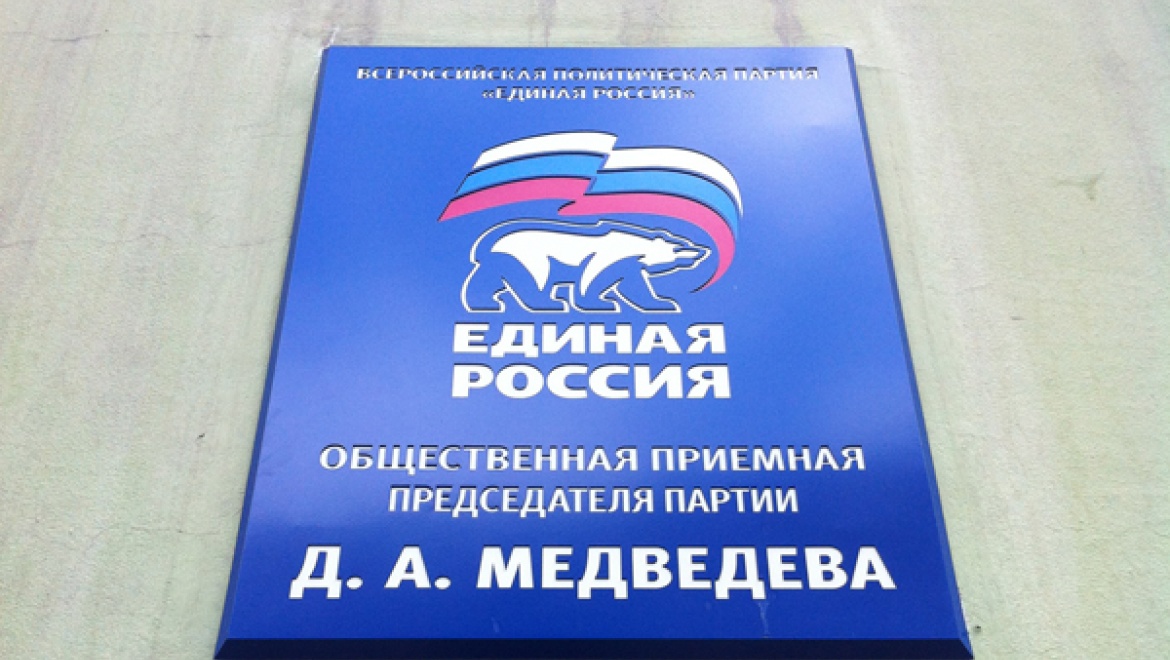 ВСЕРОССИЙСКАЯ ПОЛИТИЧЕСКАЯ ПАРТИЯ
«ЕДИНАЯ РОССИЯ»
ЕДИНАЯ
РОССИЯ
ОБЩЕСТВЕННАЯ ПРИЕМНАЯ
ПРЕДСЕДАТЕЛЯ ПАРТИИ
Д. А. МЕДВЕДЕВА